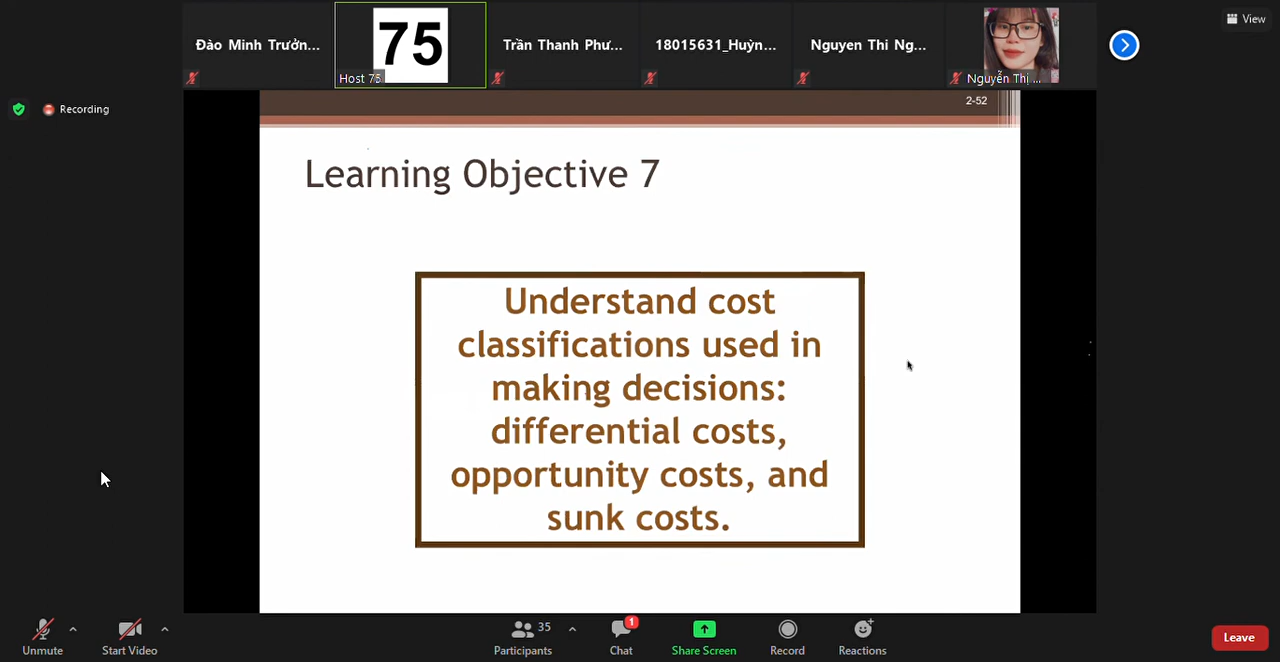 View
Đào Minh Trưởn...
75
Host 75
Trần Thanh Phư...
18015631_Huỳn...
Nguyen Thi Ng...
Nguyễn Thị ...
Recording
2-52
Learning Objective 7
Understand cost
classifications used in
making decisions:
differential costs,
opportunity costs, and
sunk costs.
Unmute
Start Video
35
Participants
1
Chat
Share Screen
Record
Reactions
Leave